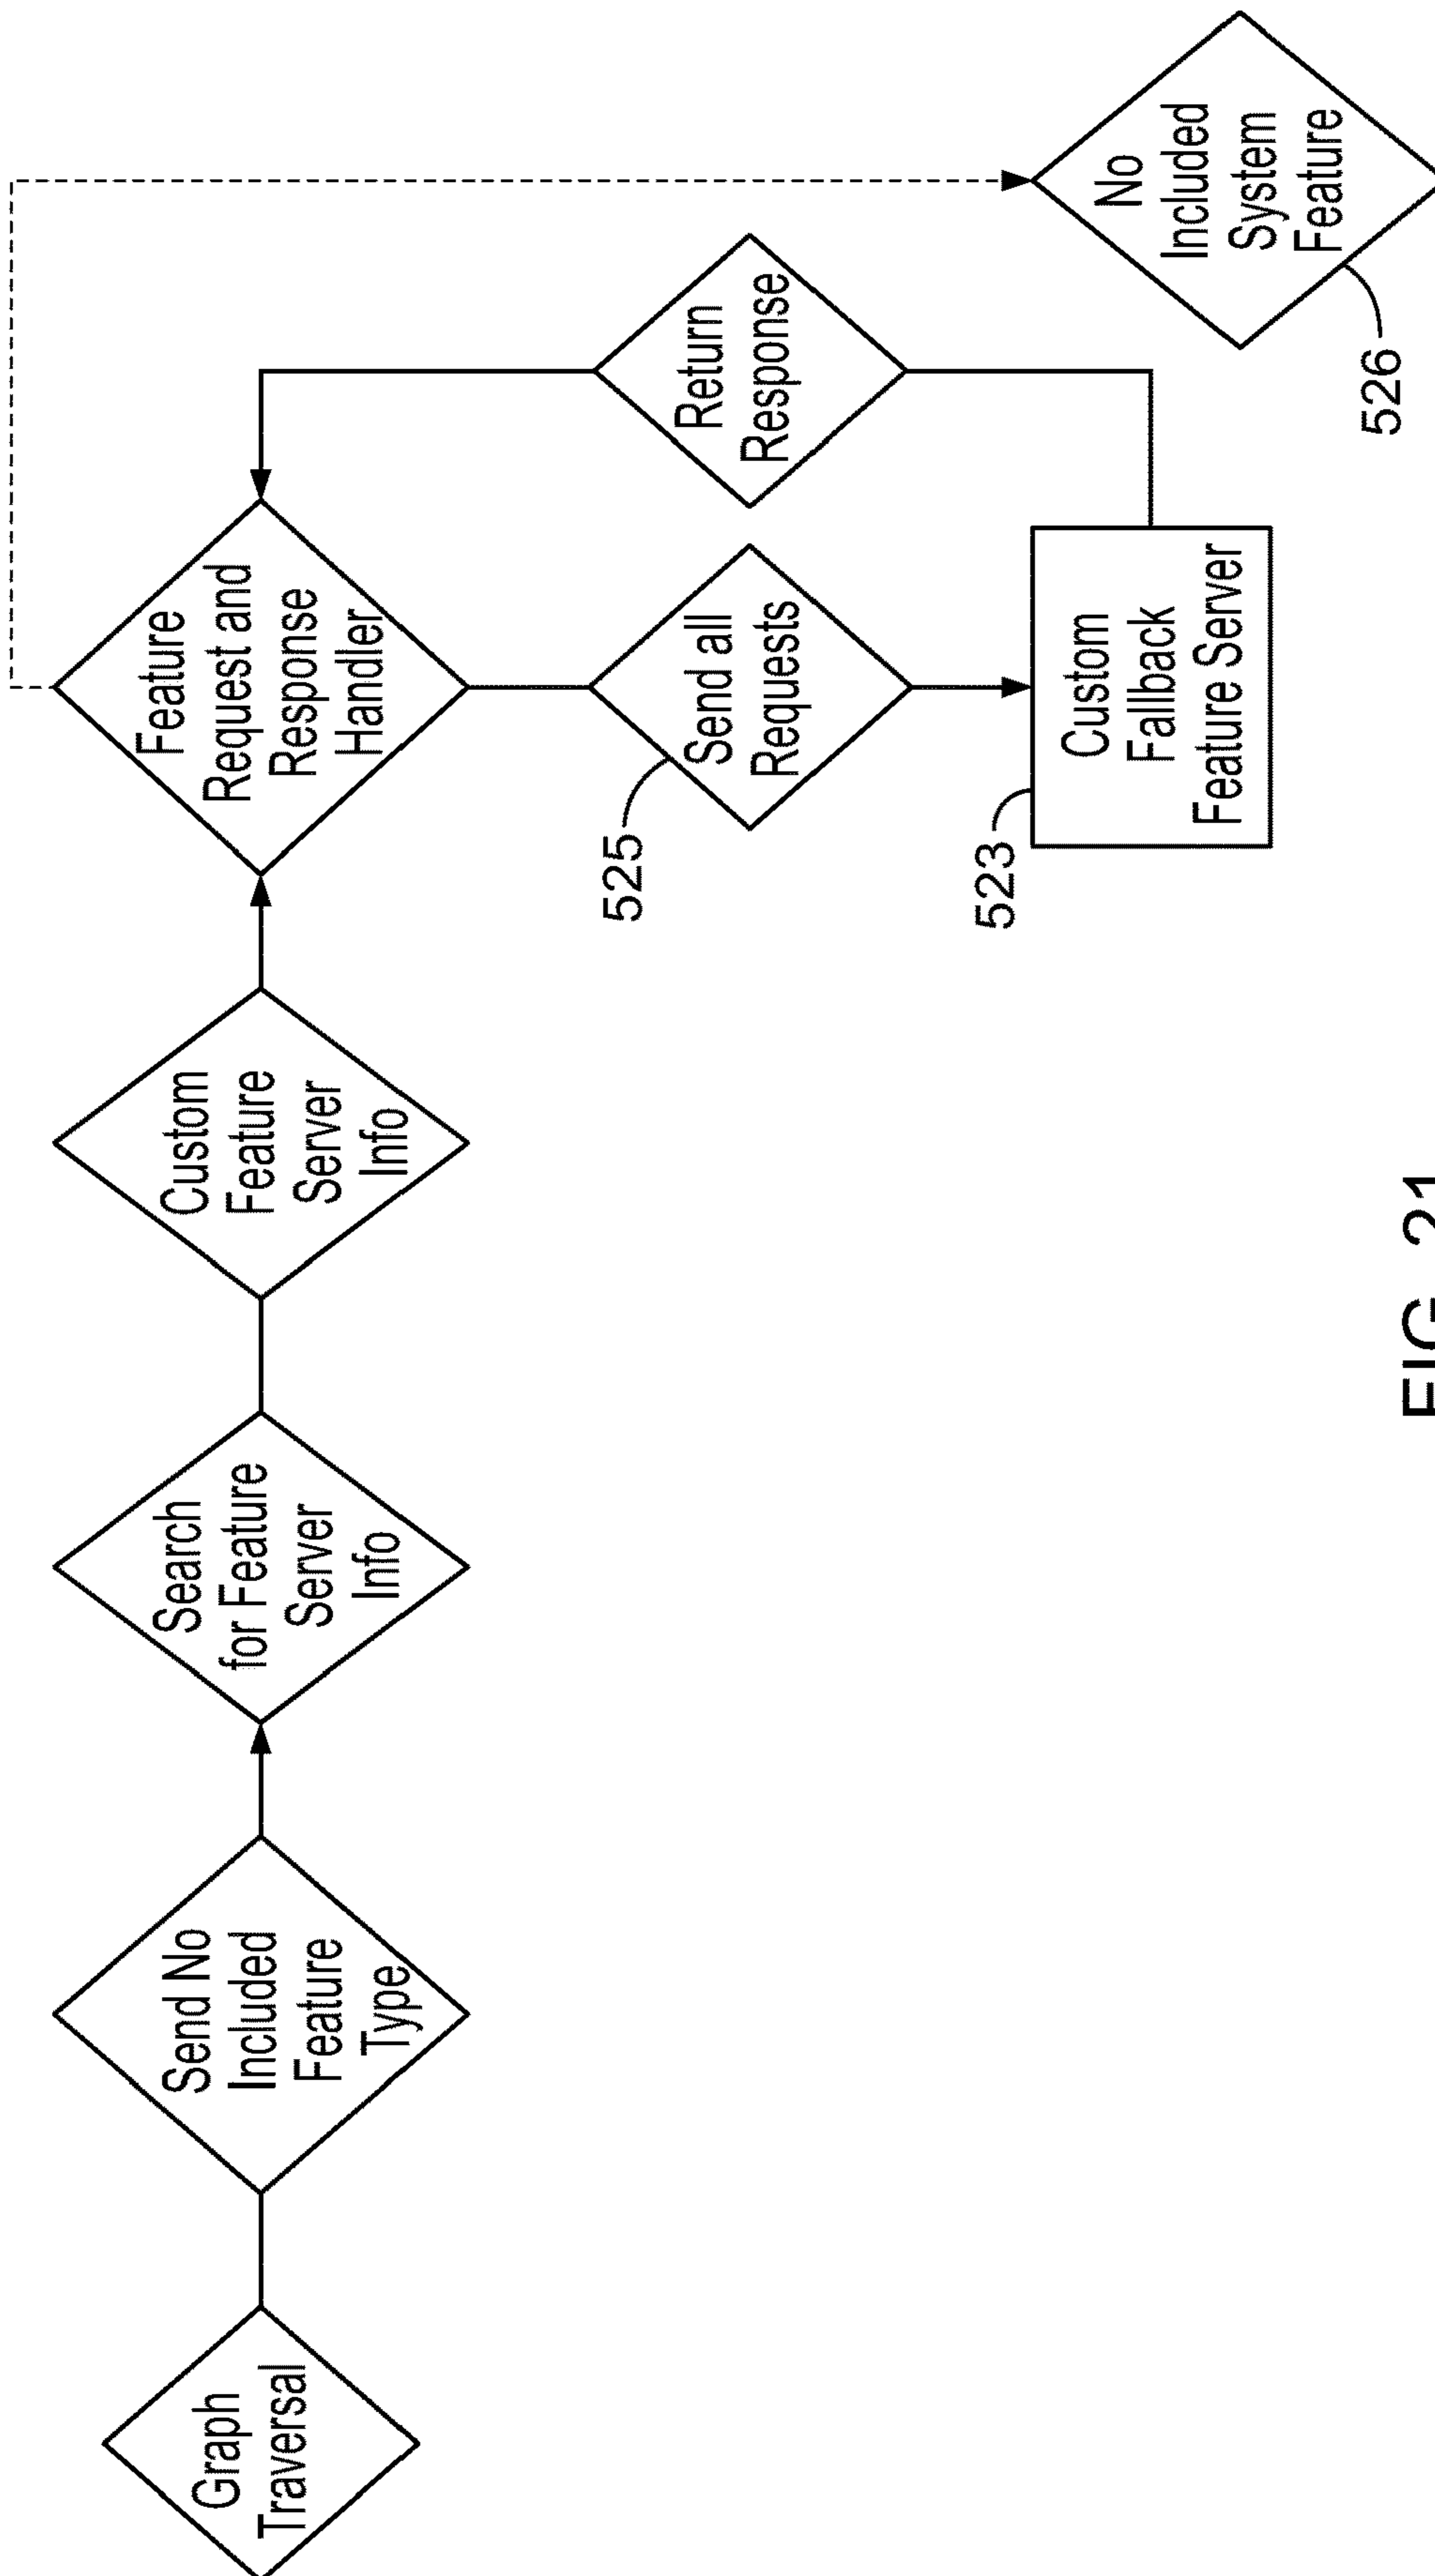 Graph
Traversal
Send No
Included
Feature
Type
Search
for Feature
Server
Info
Custom
Feature
Server
Info
Feature
Request and
Response
Handler
525
Send all
Requests
Return
Response
523
Custom
Fallback
Feature Server
526
No
Included
System
Feature
FIG. 21